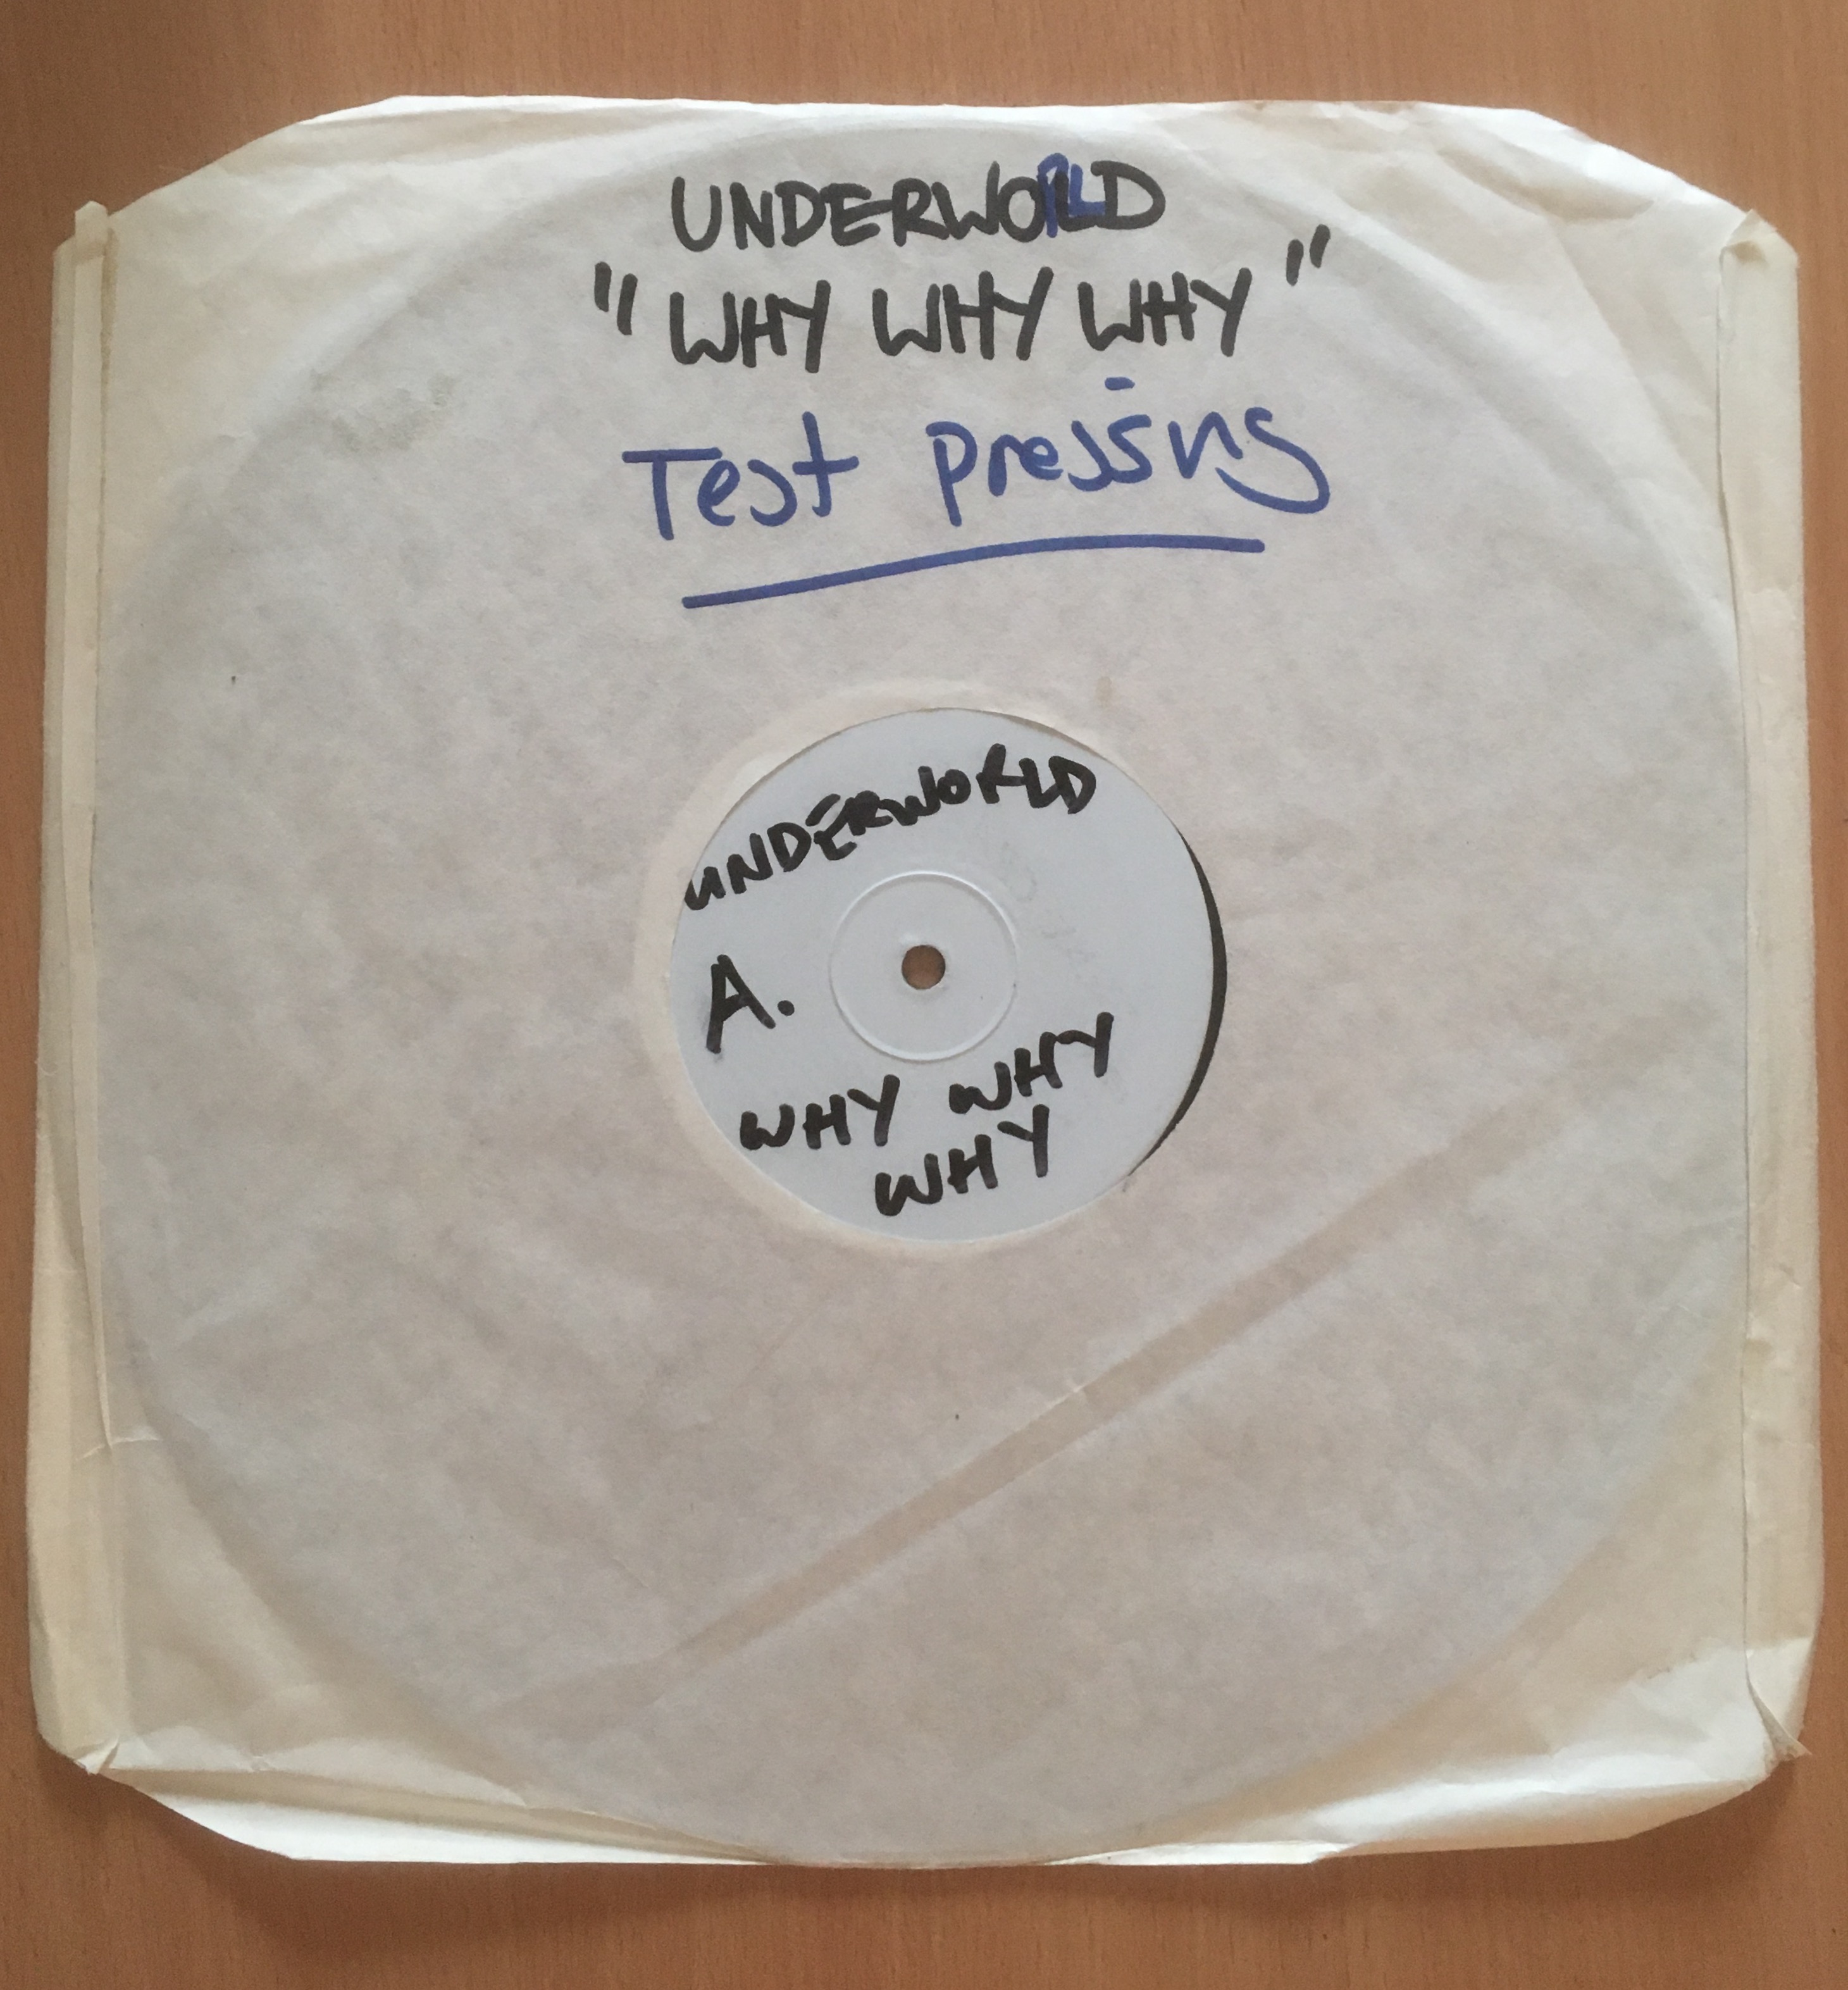 UNDERWORLD
"WHY WHY WHY"
Test pressing
UNDERWORLD
A.
WHY WHY
WHY